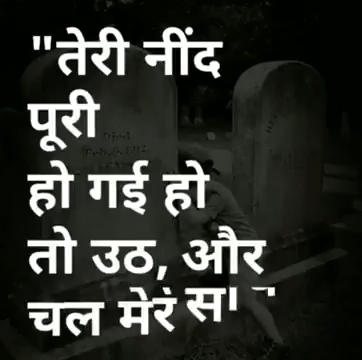 "तेरी नींद
पूरी
हो गई हो
तो उठ, और
चल मेरे